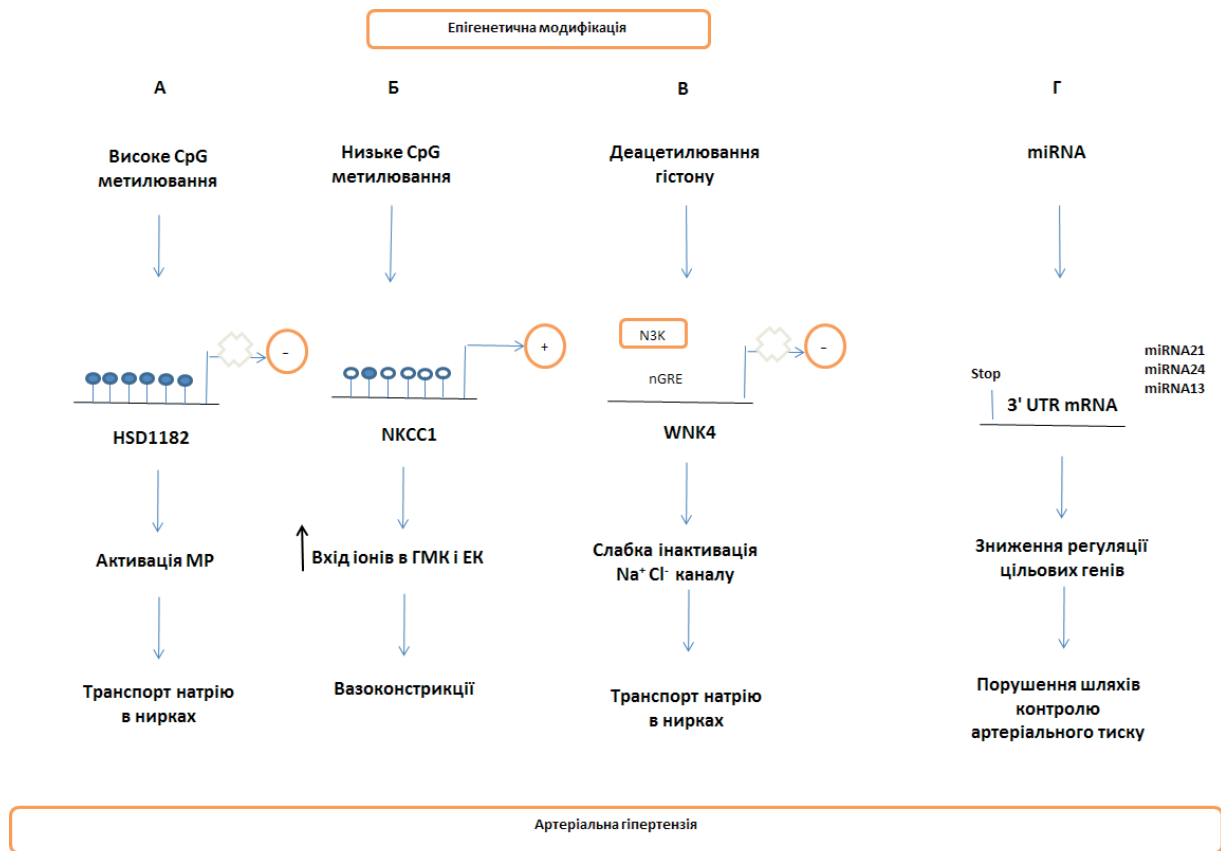 Епігенетична модифікація
А
Високе CpG
метилювання
–
HSD1182
Активація МР
Транспорт натрію
в нирках
Б
Низьке CpG
метилювання
+
NKCC1
Вхід іонів в ГМК і ЕК
Вазоконстрикції
В
Деацетилювання
гістону
N3K
nGRE
–
WNK4
Слабка інактивація
Na⁺ Cl⁻ каналу
Транспорт натрію
в нирках
Г
miRNA
miRNA21
miRNA24
miRNA13
Stop
3' UTR mRNA
Зниження регуляції
цільових генів
Порушення шляхів
контролю
артеріального тиску
Артеріальна гіпертензія